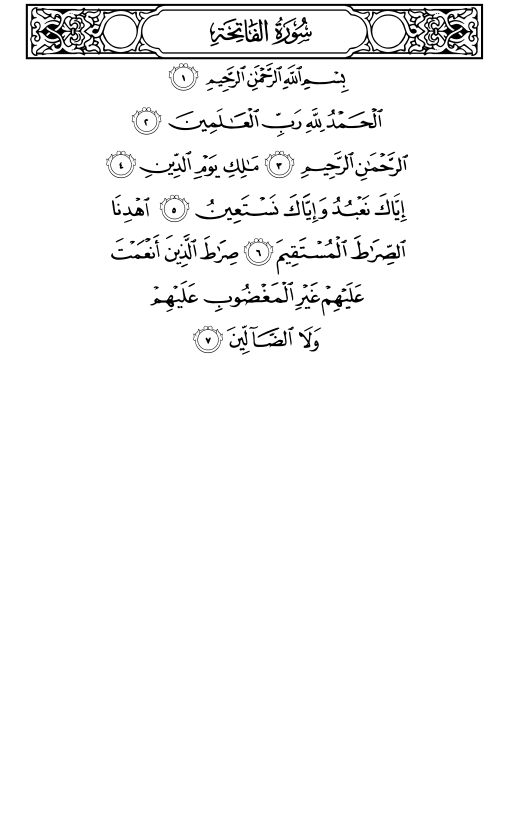 سُورَةُ الفَاتِحَةِ
بِسْمِ ٱللَّهِ ٱلرَّحْمَٰنِ ٱلرَّحِيمِ ١
ٱلْحَمْدُ لِلَّهِ رَبِّ ٱلْعَٰلَمِينَ ٢
ٱلرَّحْمَٰنِ ٱلرَّحِيمِ ٣ مَٰلِكِ يَوْمِ ٱلدِّينِ ٤
إِيَّاكَ نَعْبُدُ وَإِيَّاكَ نَسْتَعِينُ ٥ ٱهْدِنَا
ٱلصِّرَٰطَ ٱلْمُسْتَقِيمَ ٦ صِرَٰطَ ٱلَّذِينَ أَنْعَمْتَ
عَلَيْهِمْ غَيْرِ ٱلْمَغْضُوبِ عَلَيْهِمْ
وَلَا ٱلضَّآلِّينَ ٧